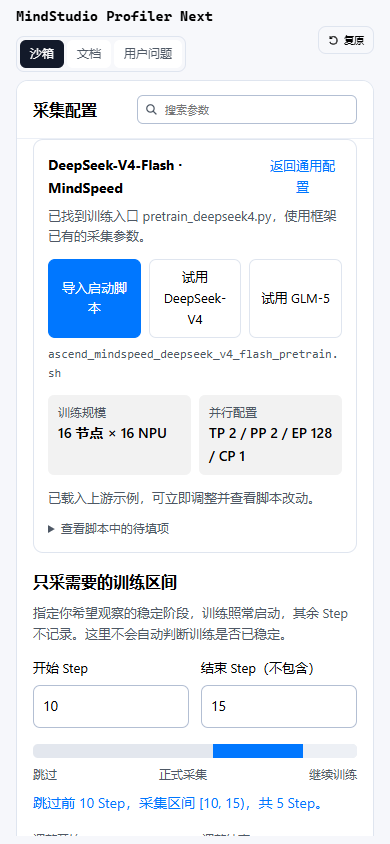 MindStudio Profiler Next
复原
沙箱 文档 用户问题
采集配置
搜索参数
DeepSeek-V4-Flash · 返回通用配
MindSpeed 置
已找到训练入口 pretrain_deepseek4.py，使用框架
已有的采集参数。
导入启动脚
本
试用
DeepSeek-
V4
试用 GLM-5
ascend_mindspeed_deepseek_v4_flash_pretrain.
sh
训练规模
16 节点 × 16 NPU
并行配置
TP 2 / PP 2 / EP 128
/ CP 1
已载入上游示例，可立即调整并查看脚本改动。
查看脚本中的待填项
只采需要的训练区间
指定你希望观察的稳定阶段，训练照常启动，其余 Step
不记录。这里不会自动判断训练是否已稳定。
开始 Step 结束 Step（不包含）
10 15
跳过 正式采集 继续训练
跳过前 10 Step，采集区间 [10, 15)，共 5 Step。